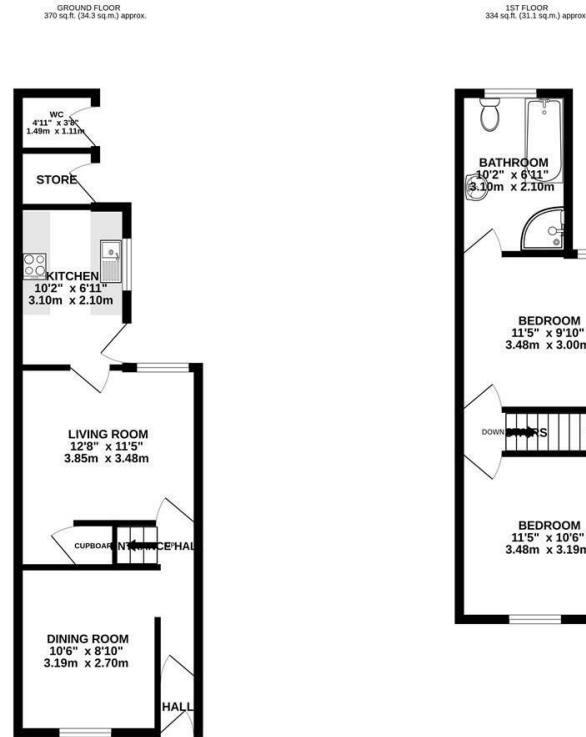 GROUND FLOOR
370 sq.ft. (34.3 sq.m.) approx.
1ST FLOOR
334 sq.ft. (31.1 sq.m.) approx
WC
4'11" x 3'8"
1.49m x 1.11m
STORE
KITCHEN
10'2" x 6'11"
3.10m x 2.10m
LIVING ROOM
12'8" x 11'5"
3.85m x 3.48m
CUPBOAR
ENTRANCE HAL
DINING ROOM
10'6" x 8'10"
3.19m x 2.70m
HALL
BATHROOM
10'2" x 6'11"
3.10m x 2.10m
BEDROOM
11'5" x 9'10"
3.48m x 3.00m
DOWN
BEDROOM
11'5" x 10'6"
3.48m x 3.19m